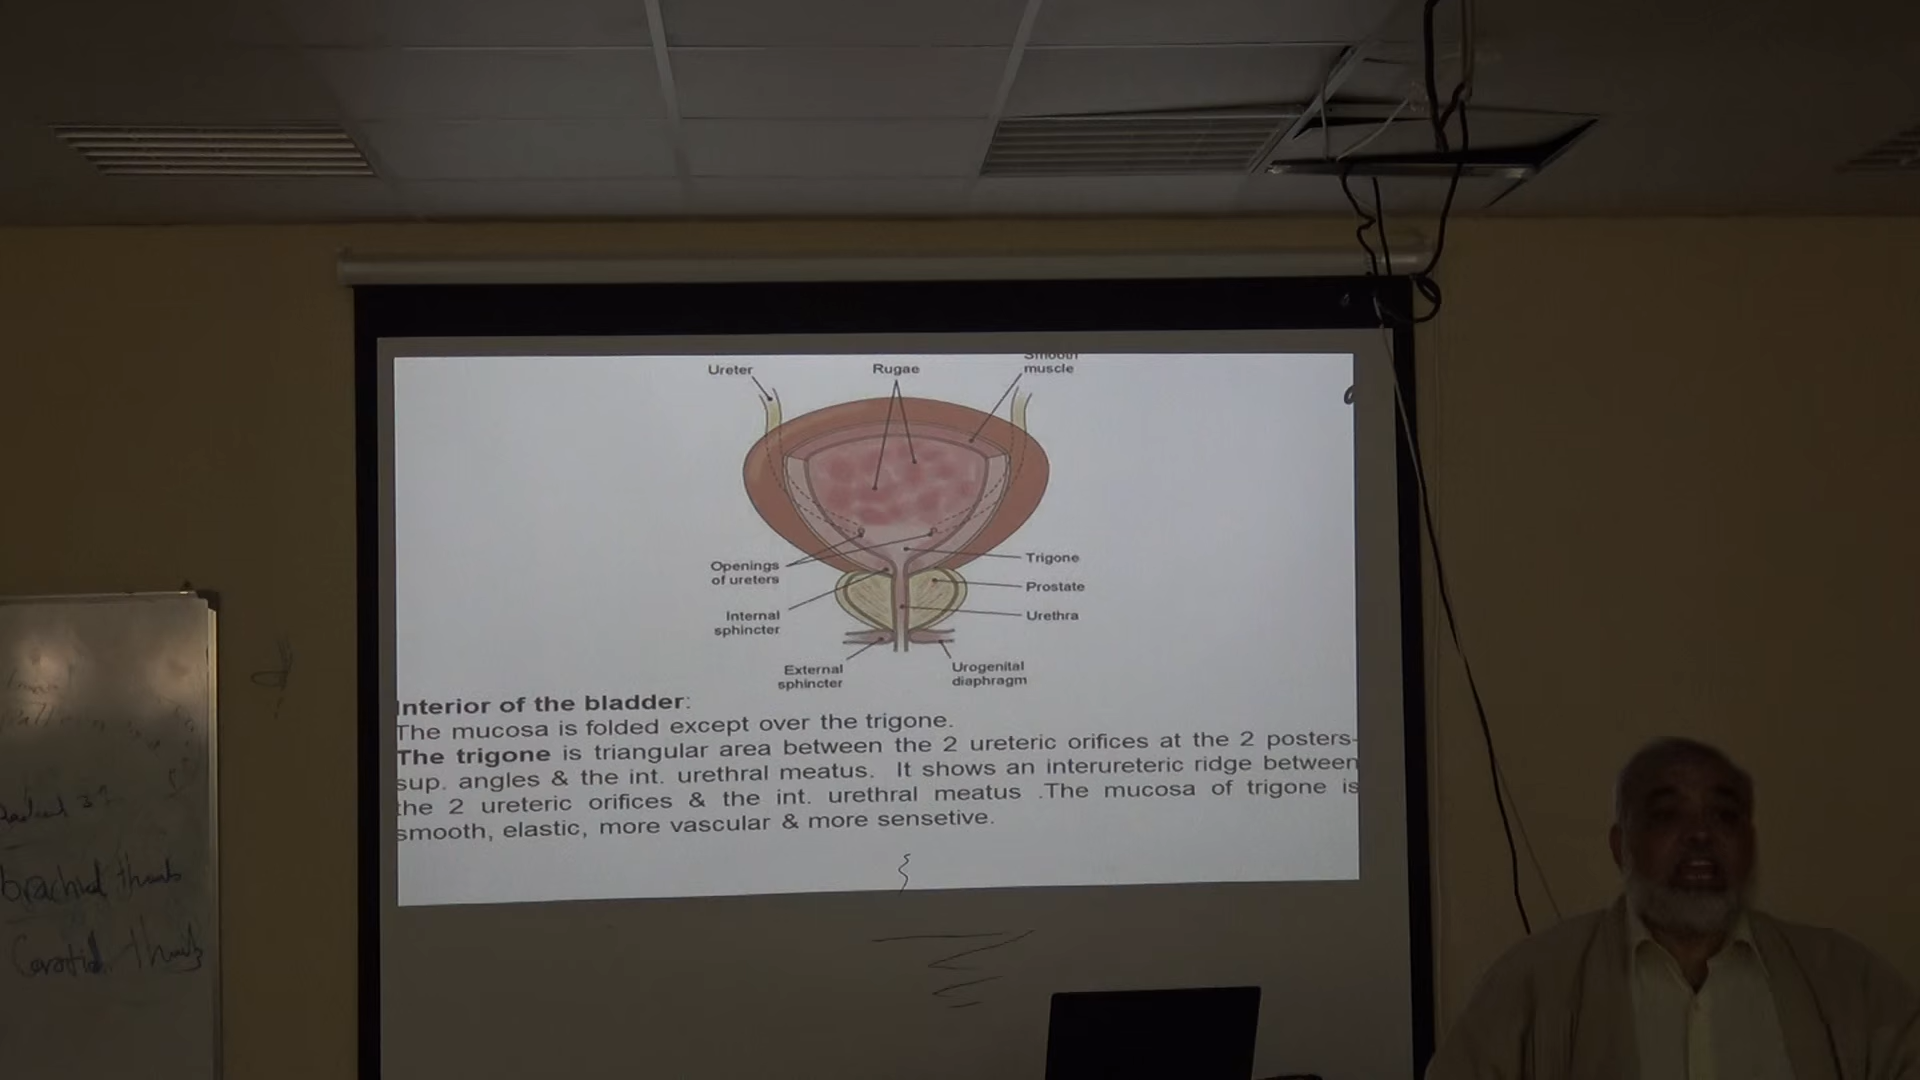 Ureter
Rugae
Smooth
muscle
Openings
of ureters
Trigone
Prostate
Internal
sphincter
Urethra
External
sphincter
Urogenital
diaphragm
Interior of the bladder:
The mucosa is folded except over the trigone.
The trigone is triangular area between the 2 ureteric orifices at the 2 posters-
sup. angles & the int. urethral meatus. It shows an interureteric ridge between
the 2 ureteric orifices & the int. urethral meatus .The mucosa of trigone is
smooth, elastic, more vascular & more sensetive.